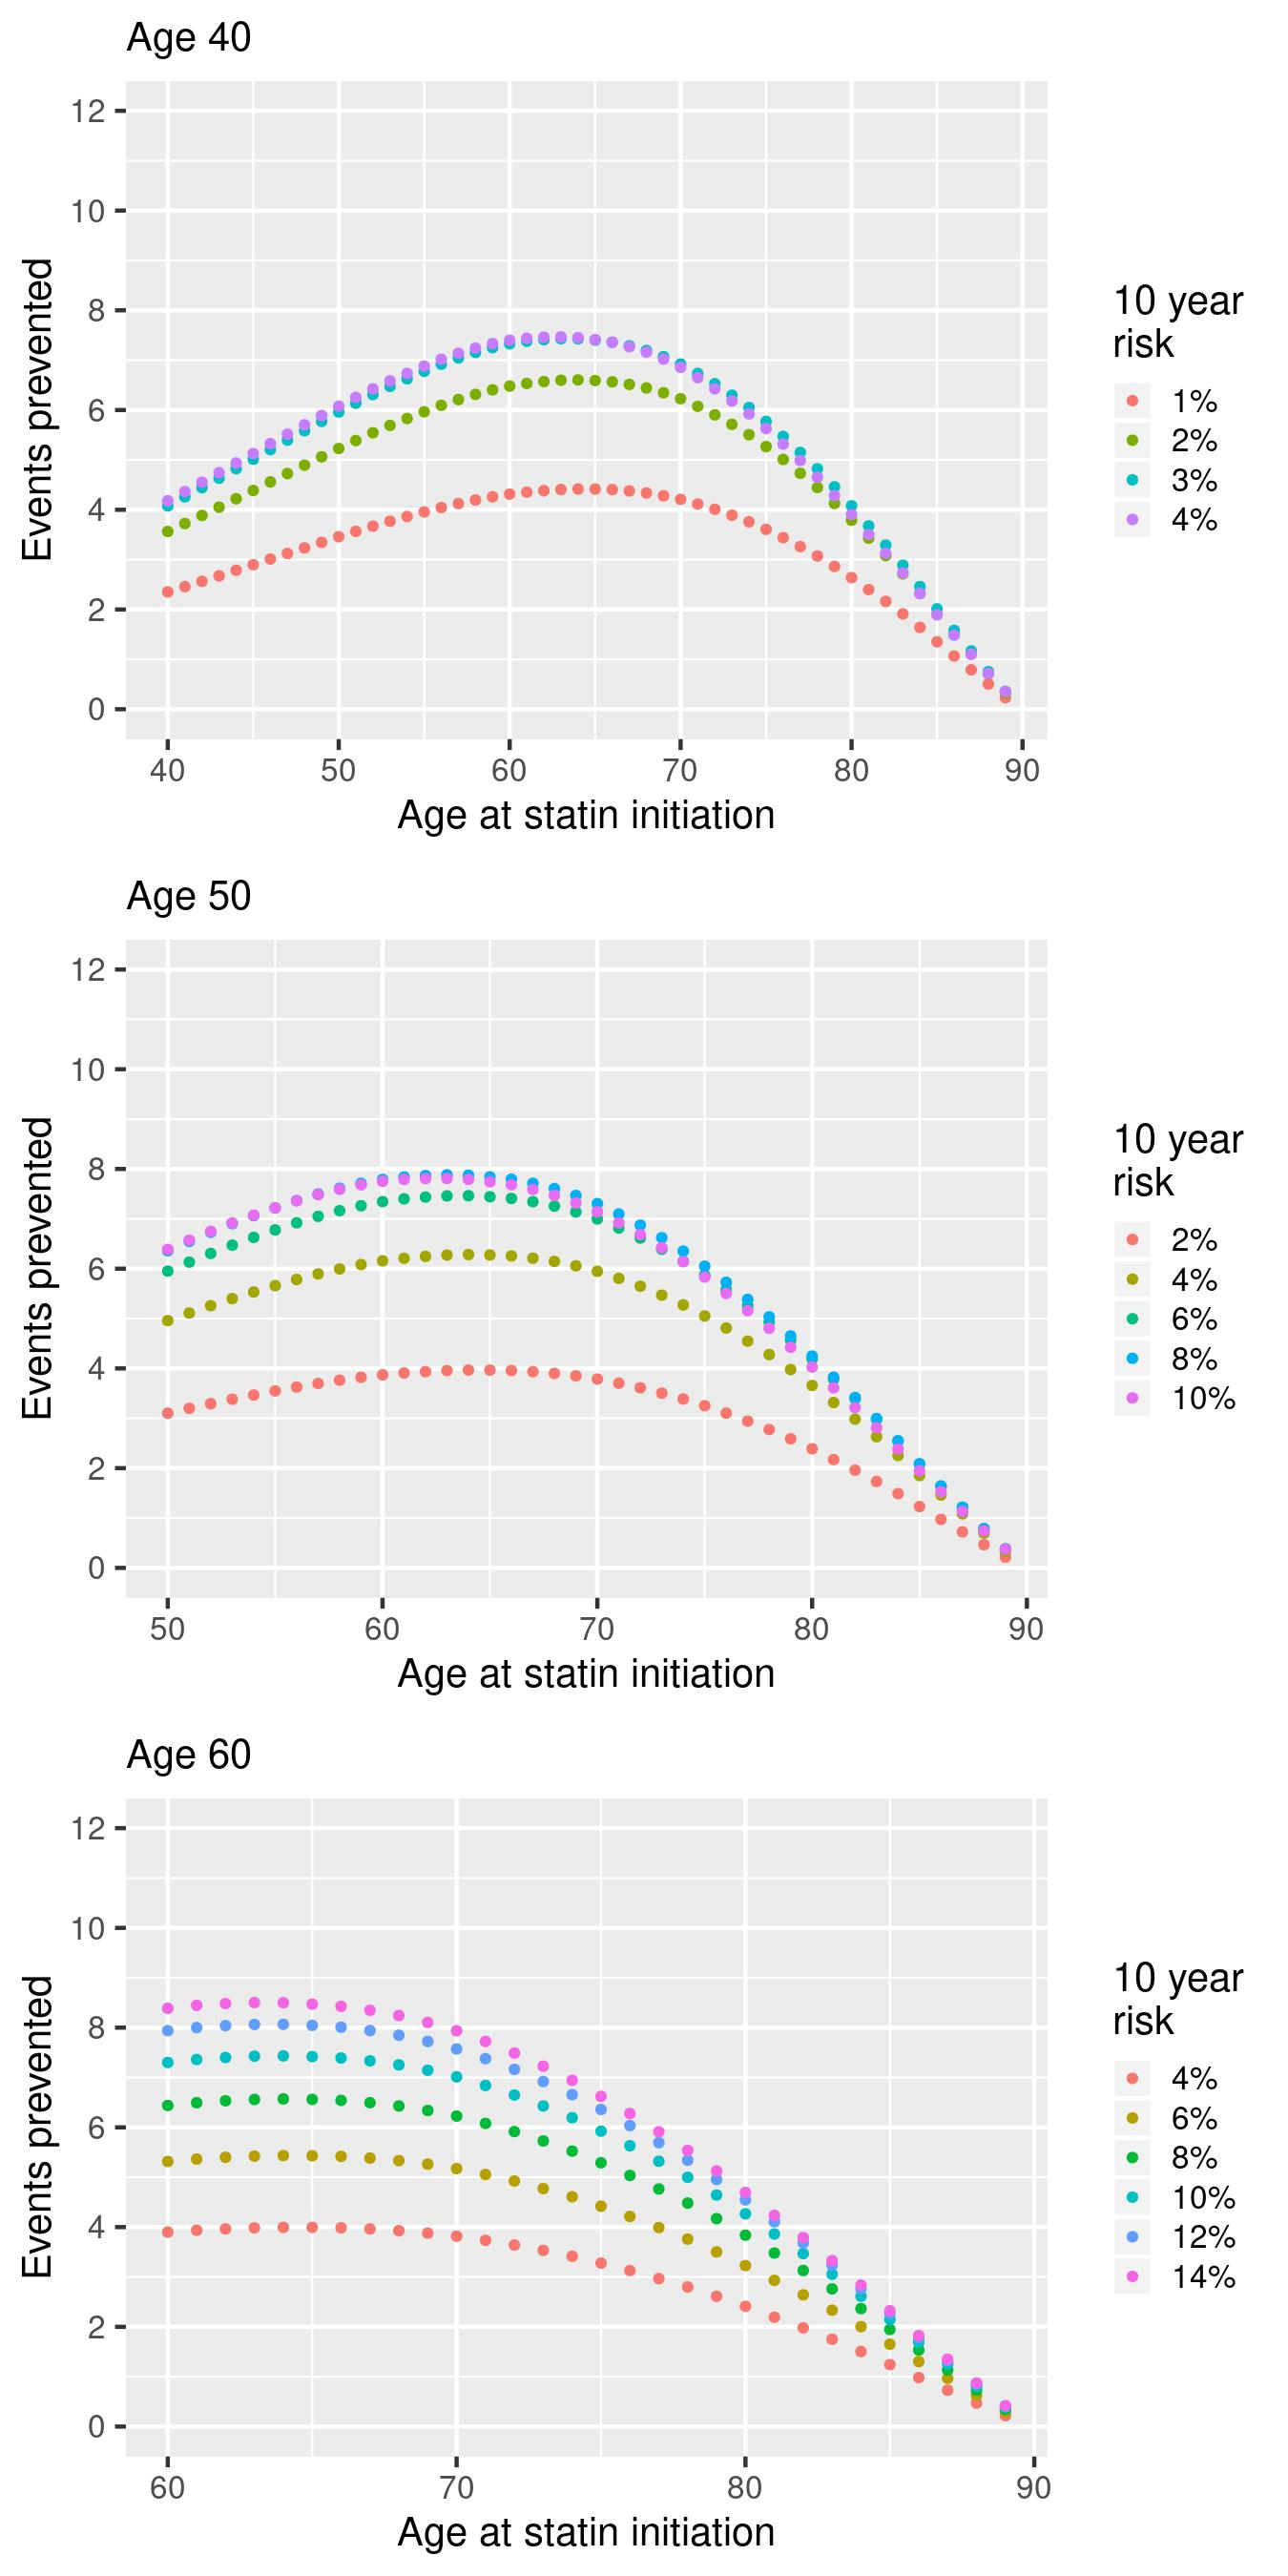 Age 40
12
10
8
6
4
2
0
Events prevented
40 50 60 70 80 90
Age at statin initiation
10 year
risk
1%
2%
3%
4%
Age 50
12
10
8
6
4
2
0
Events prevented
50 60 70 80 90
Age at statin initiation
10 year
risk
2%
4%
6%
8%
10%
Age 60
12
10
8
6
4
2
0
Events prevented
60 70 80 90
Age at statin initiation
10 year
risk
4%
6%
8%
10%
12%
14%